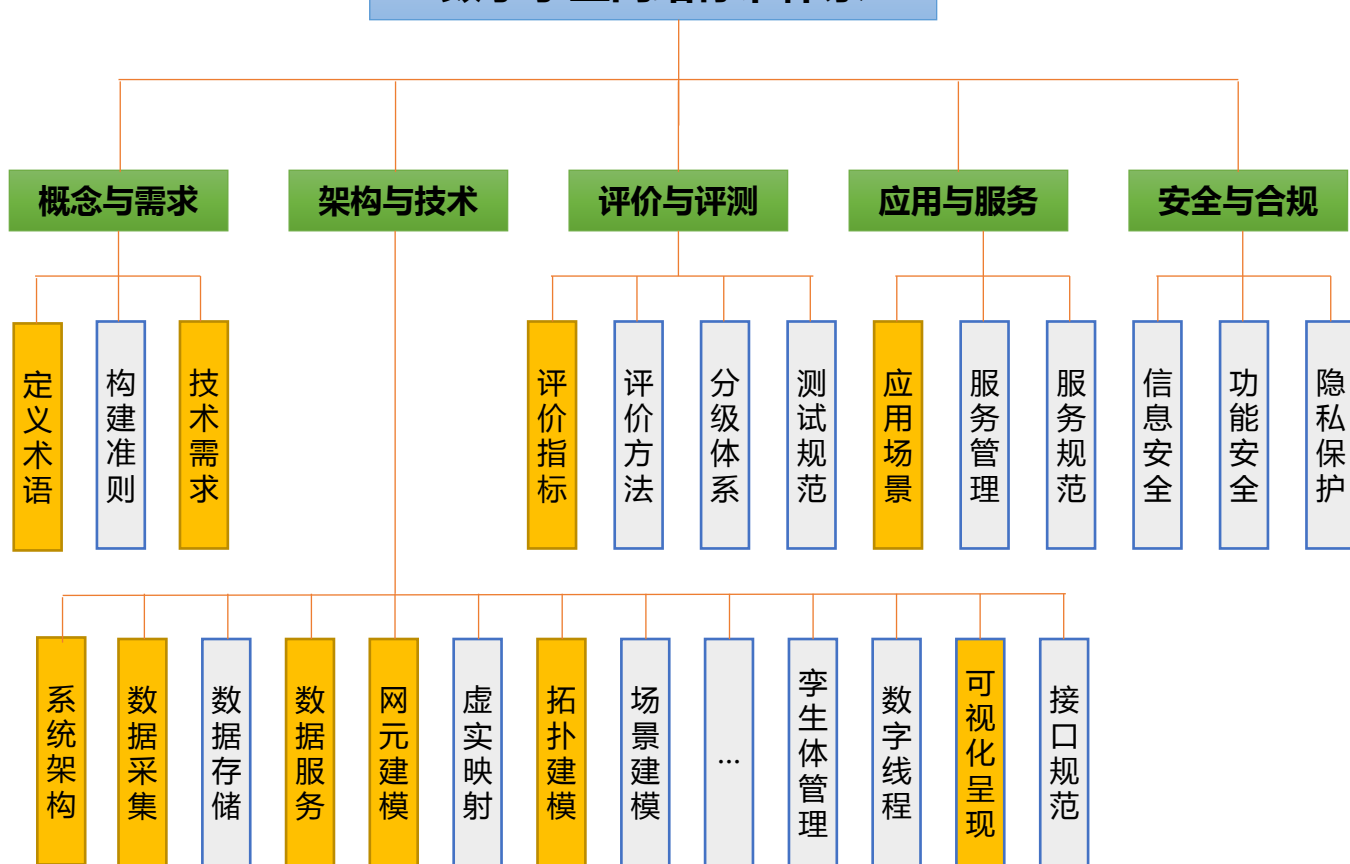 概念与需求
架构与技术
评价与评测
应用与服务
安全与合规
定义术语
构建准则
技术需求
评价指标
评价方法
分级体系
测试规范
应用场景
服务管理
服务规范
信息安全
功能安全
隐私保护
系统架构
数据采集
数据存储
数据服务
网元建模
虚实映射
拓扑建模
场景建模
...
孪生体管理
数字线程
可视化呈现
接口规范